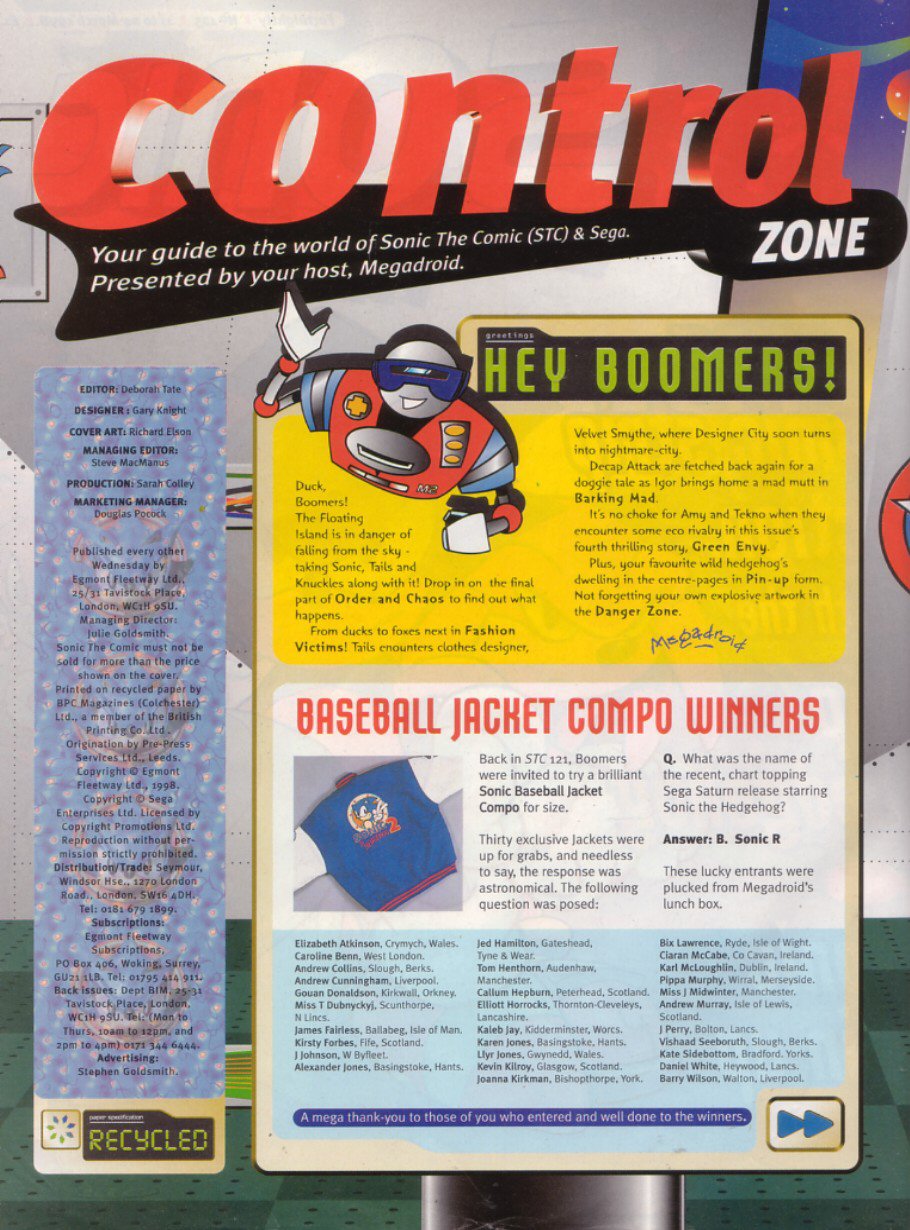 control
ZONE
Your guide to the world of Sonic The Comic (STC) & Sega.
Presented by your host, Megadroid.
EDITOR: Deborah Tate
DESIGNER : Gary Knight
COVER ART: Richard Elson
MANAGING EDITOR:
Steve MacManus
PRODUCTION: Sarah Colley
MARKETING MANAGER:
Douglas Pocock
Published every other
Wednesday by
Egmont Fleetway Ltd.,
25/31 Tavistock Place,
London, WC1H 9SU.
Managing Director:
Julie Goldsmith.
Sonic The Comic must not be
sold for more than the price
shown on the cover.
Printed on recycled paper by
BPC Magazines (Colchester)
Ltd., a member of the British
Printing Co. Ltd.
Origination by Pre-Press
Services Ltd., Leeds.
Copyright © Egmont
Fleetway Ltd., 1998.
Copyright © Sega
Enterprises Ltd. Licensed by
Copyright Promotions Ltd.
Reproduction without per-
mission strictly prohibited.
Distribution/Trade: Seymour,
Windsor Hse., 1270 London
Road., London, SW16 4DH.
Tel: 0181 679 1899.
Subscriptions:
Egmont Fleetway
Subscriptions,
PO Box 406, Woking, Surrey,
GU21 1LB. Tel: 01795 414 911.
Back issues: Dept BIM, 25-31
Tavistock Place, London.
WC1H 9SU. Tel: (Mon to
Thurs, 10am to 12pm, and
2pm to 4pm) 0171 344 6444.
Advertising:
Stephen Goldsmith.
paper specification
RECYCLED
greetings
HEY BOOMERS!
M2
Duck,
Boomers!
The Floating
Island is in danger of
falling from the sky -
taking Sonic, Tails and
Knuckles along with it! Drop in on the final
part of Order and Chaos to find out what
happens.
From ducks to foxes next in Fashion
Victims! Tails enounters clothes designer,
Velvet Smythe, where Designer City soon turns
into nightmare-city.
Decap Attack are fetched back again for a
doggie tale as Igor brings home a mad mutt in
Barking Mad.
It's no choke for Amy and Tekno when they
encounter some eco rivalry in this issue's
fourth thrilling story, Green Envy.
Plus, your favourite wild hedgehog's
dwelling in the centre-pages in Pin-up form.
Not forgetting your own explosive artwork in
the Danger Zone.
Megadroid
BASEBALL JACKET COMPO WINNERS
Back in STC 121, Boomers
were invited to try a brilliant
Sonic Baseball Jacket
Compo for size.
Thirty exclusive Jackets were
up for grabs, and needless
to say, the response was
astronomical. The following
question was posed:
Q. What was the name of
the recent, chart topping
Sega Saturn release starring
Sonic the Hedgehog?
Answer: B. Sonic R
These lucky entrants were
plucked from Megadroid's
lunch box.
Elizabeth Atkinson, Crymych, Wales.
Caroline Benn, West London.
Andrew Collins, Slough, Berks.
Andrew Cunningham, Liverpool.
Gouan Donaldson, Kirkwall, Orkney.
Miss T Dubnyckyj, Scunthorpe,
N Lincs.
James Fairless, Ballabeg, Isle of Man.
Kirsty Forbes, Fife, Scotland.
J Johnson, W Byfleet.
Alexander Jones, Basingstoke, Hants.
Jed Hamilton, Gateshead,
Tyne & Wear.
Tom Henthorn, Audenhaw,
Manchester.
Callum Hepburn, Peterhead, Scotland.
Elliott Horrocks, Thornton-Cleveleys,
Lancashire.
Kaleb Jay, Kidderminster, Worcs.
Karen Jones, Basingstoke, Hants.
Llyr Jones, Gwynedd, Wales.
Kevin Kilroy, Glasgow, Scotland.
Joanna Kirkman, Bishopthorpe, York.
Bix Lawrence, Ryde, Isle of Wight.
Ciaran McCabe, Co Cavan, Ireland.
Karl McLoughlin, Dublin, Ireland.
Pippa Murphy, Wirral, Merseyside.
Miss J Midwinter, Manchester.
Andrew Murray, Isle of Lewis,
Scotland.
J Perry, Bolton, Lancs.
Vishaad Seeboruth, Slough, Berks.
Kate Sidebottom, Bradford. Yorks.
Daniel White, Heywood, Lancs.
Barry Wilson, Walton, Liverpool.
A mega thank-you to those of you who entered and well done to the winners.